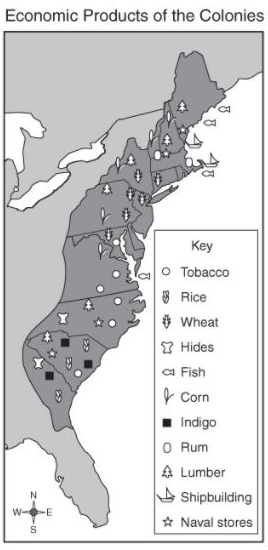 Economic Products of the Colonies
Key
Tobacco
Rice
Wheat
Hides
Fish
Corn
Indigo
Rum
Lumber
Shipbuilding
Naval stores
N
W E
S